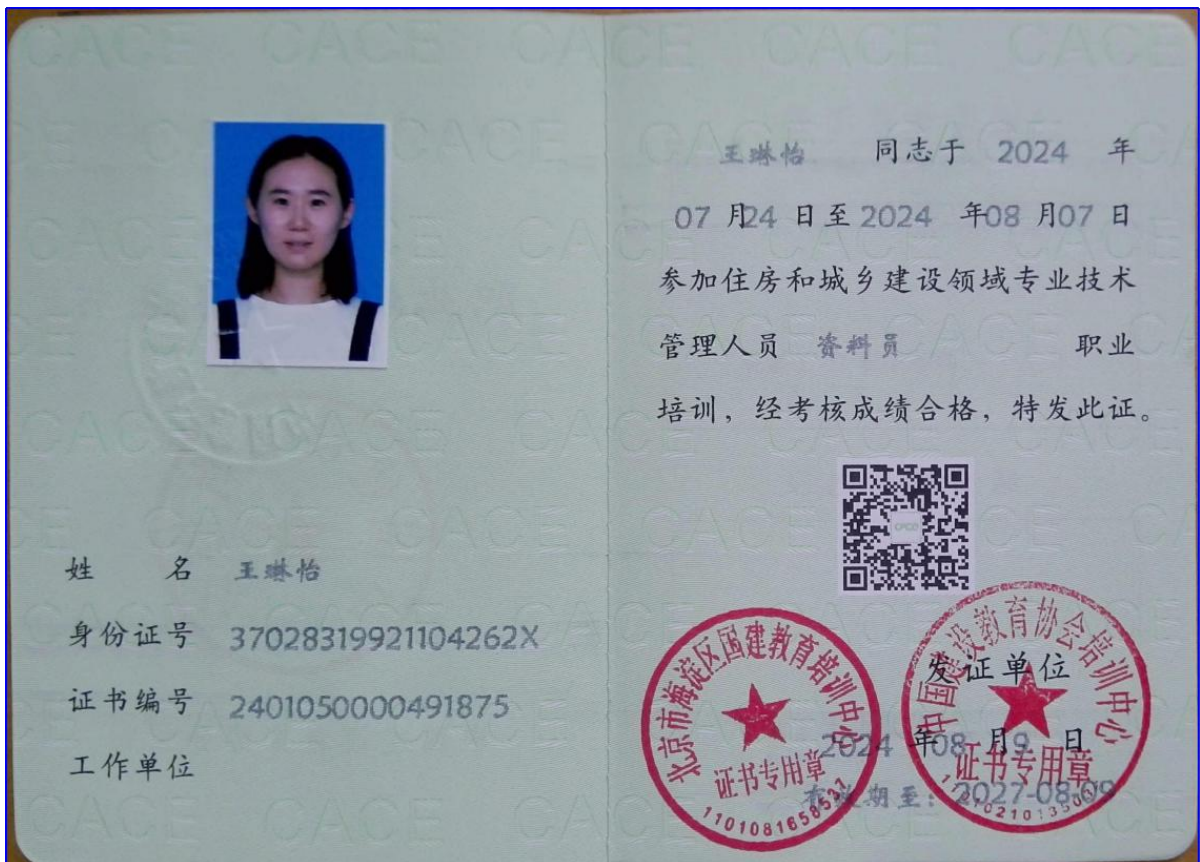 姓 名 王琳怡
身份证号 37028319921104262X
证书编号 2401050000491875
工作单位
王琳怡 同志于 2024 年
07 月24 日至 2024 年08 月07 日
参加住房和城乡建设领域专业技术
管理人员 资料员 职业
培训，经考核成绩合格，特发此证。
CACE
北京市海淀区国建教育培训中心
证书专用章
1101081658537
中国建设教育协会培训中心
证书专用章
发证单位
2024 年08 月9 日
有效期至：2027-08-09